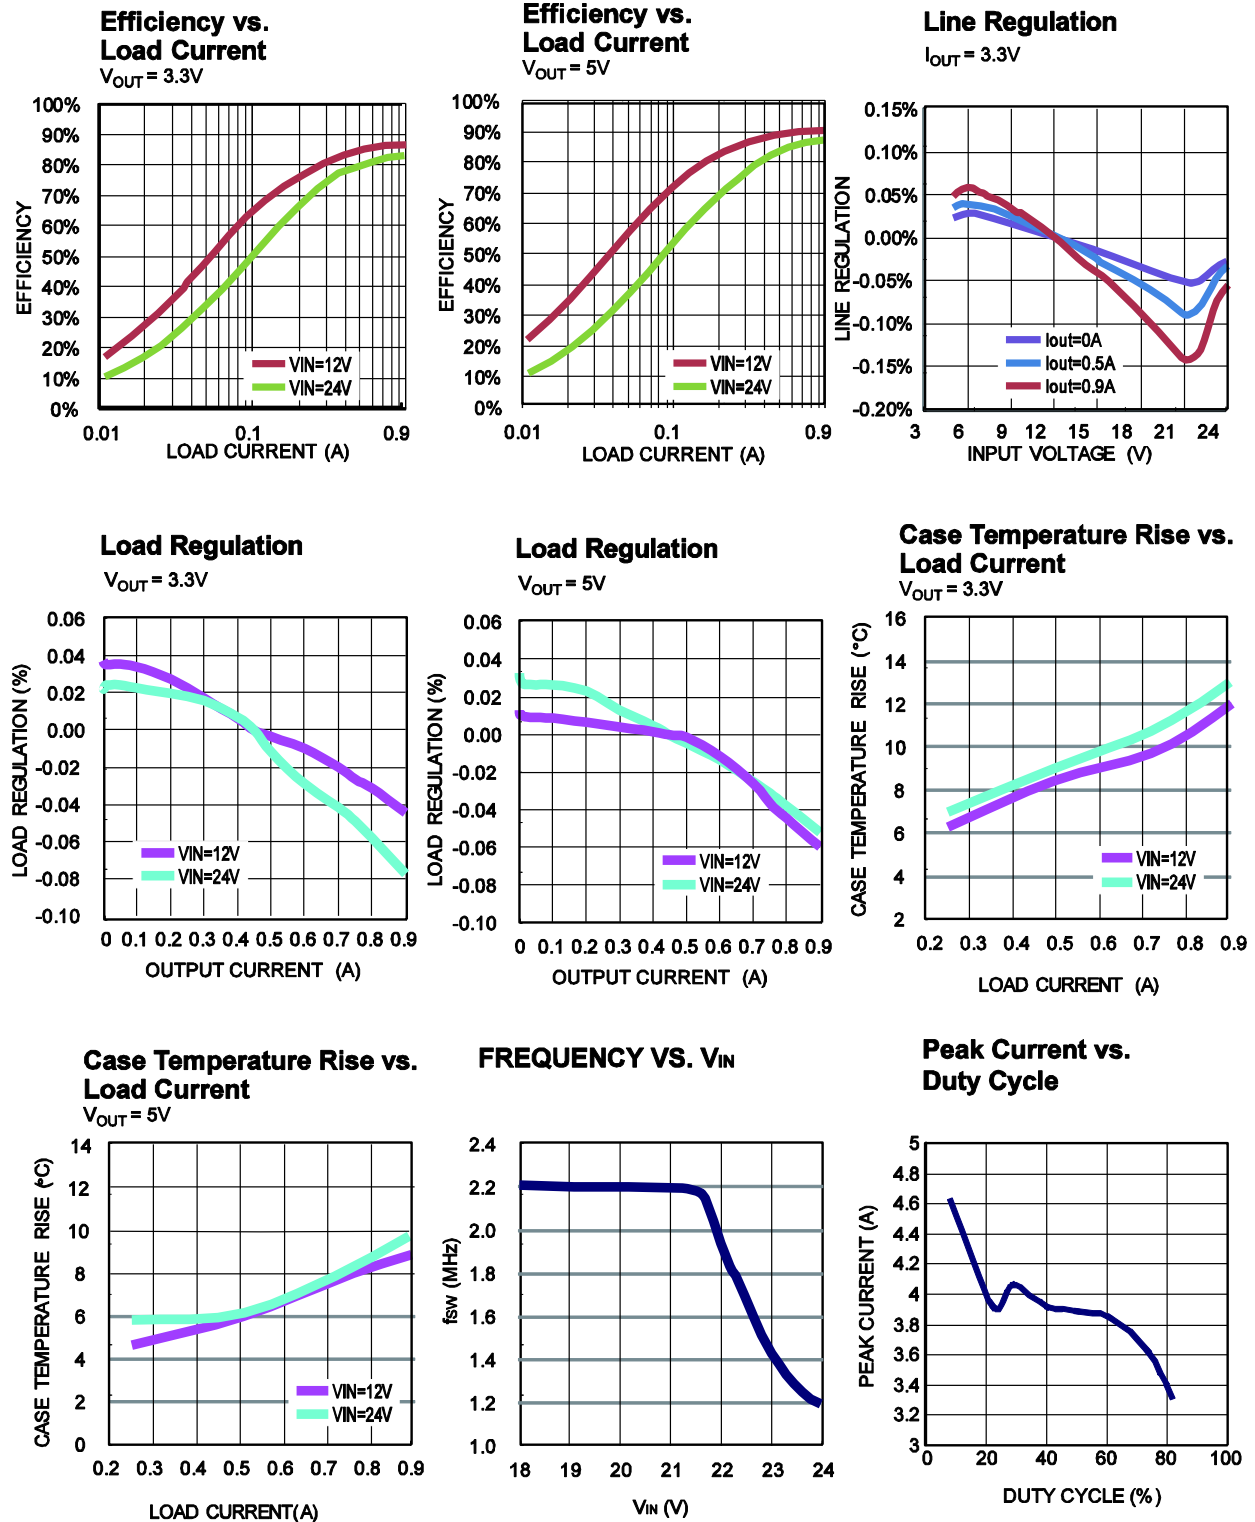 Efficiency vs.
Load Current
VOUT = 3.3V
100%
90%
80%
70%
60%
50%
40%
30%
20%
10%
0%
EFFICIENCY
VIN=12V
VIN=24V
0.01 0.1 0.9
LOAD CURRENT (A)
Efficiency vs.
Load Current
VOUT = 5V
100%
90%
80%
70%
60%
50%
40%
30%
20%
10%
0%
EFFICIENCY
VIN=12V
VIN=24V
0.01 0.1 0.9
LOAD CURRENT (A)
Line Regulation
IOUT = 3.3V
0.15%
0.10%
0.05%
0.00%
-0.05%
-0.10%
-0.15%
-0.20%
LINE REGULATION
Iout=0A
Iout=0.5A
Iout=0.9A
3 6 9 12 15 18 21 24
INPUT VOLTAGE (V)
Load Regulation
VOUT = 3.3V
0.06
0.04
0.02
0.00
-0.02
-0.04
-0.06
-0.08
-0.10
LOAD REGULATION (%)
VIN=12V
VIN=24V
0 0.1 0.2 0.3 0.4 0.5 0.6 0.7 0.8 0.9
OUTPUT CURRENT (A)
Load Regulation
VOUT = 5V
0.06
0.04
0.02
0.00
-0.02
-0.04
-0.06
-0.08
-0.10
LOAD REGULATION (%)
VIN=12V
VIN=24V
0 0.1 0.2 0.3 0.4 0.5 0.6 0.7 0.8 0.9
OUTPUT CURRENT (A)
Case Temperature Rise vs.
Load Current
VOUT = 3.3V
16
14
12
10
8
6
4
2
CASE TEMPERATURE RISE (°C)
VIN=12V
VIN=24V
0.2 0.3 0.4 0.5 0.6 0.7 0.8 0.9
LOAD CURRENT (A)
Case Temperature Rise vs.
Load Current
VOUT = 5V
14
12
10
8
6
4
2
0
CASE TEMPERATURE RISE (°C)
VIN=12V
VIN=24V
0.2 0.3 0.4 0.5 0.6 0.7 0.8 0.9
LOAD CURRENT(A)
FREQUENCY VS. VIN
2.4
2.2
2.0
1.8
1.6
1.4
1.2
1.0
fSW (MHz)
18 19 20 21 22 23 24
VIN (V)
Peak Current vs.
Duty Cycle
5
4.8
4.6
4.4
4.2
4
3.8
3.6
3.4
3.2
3
PEAK CURRENT (A)
0 20 40 60 80 100
DUTY CYCLE (%)